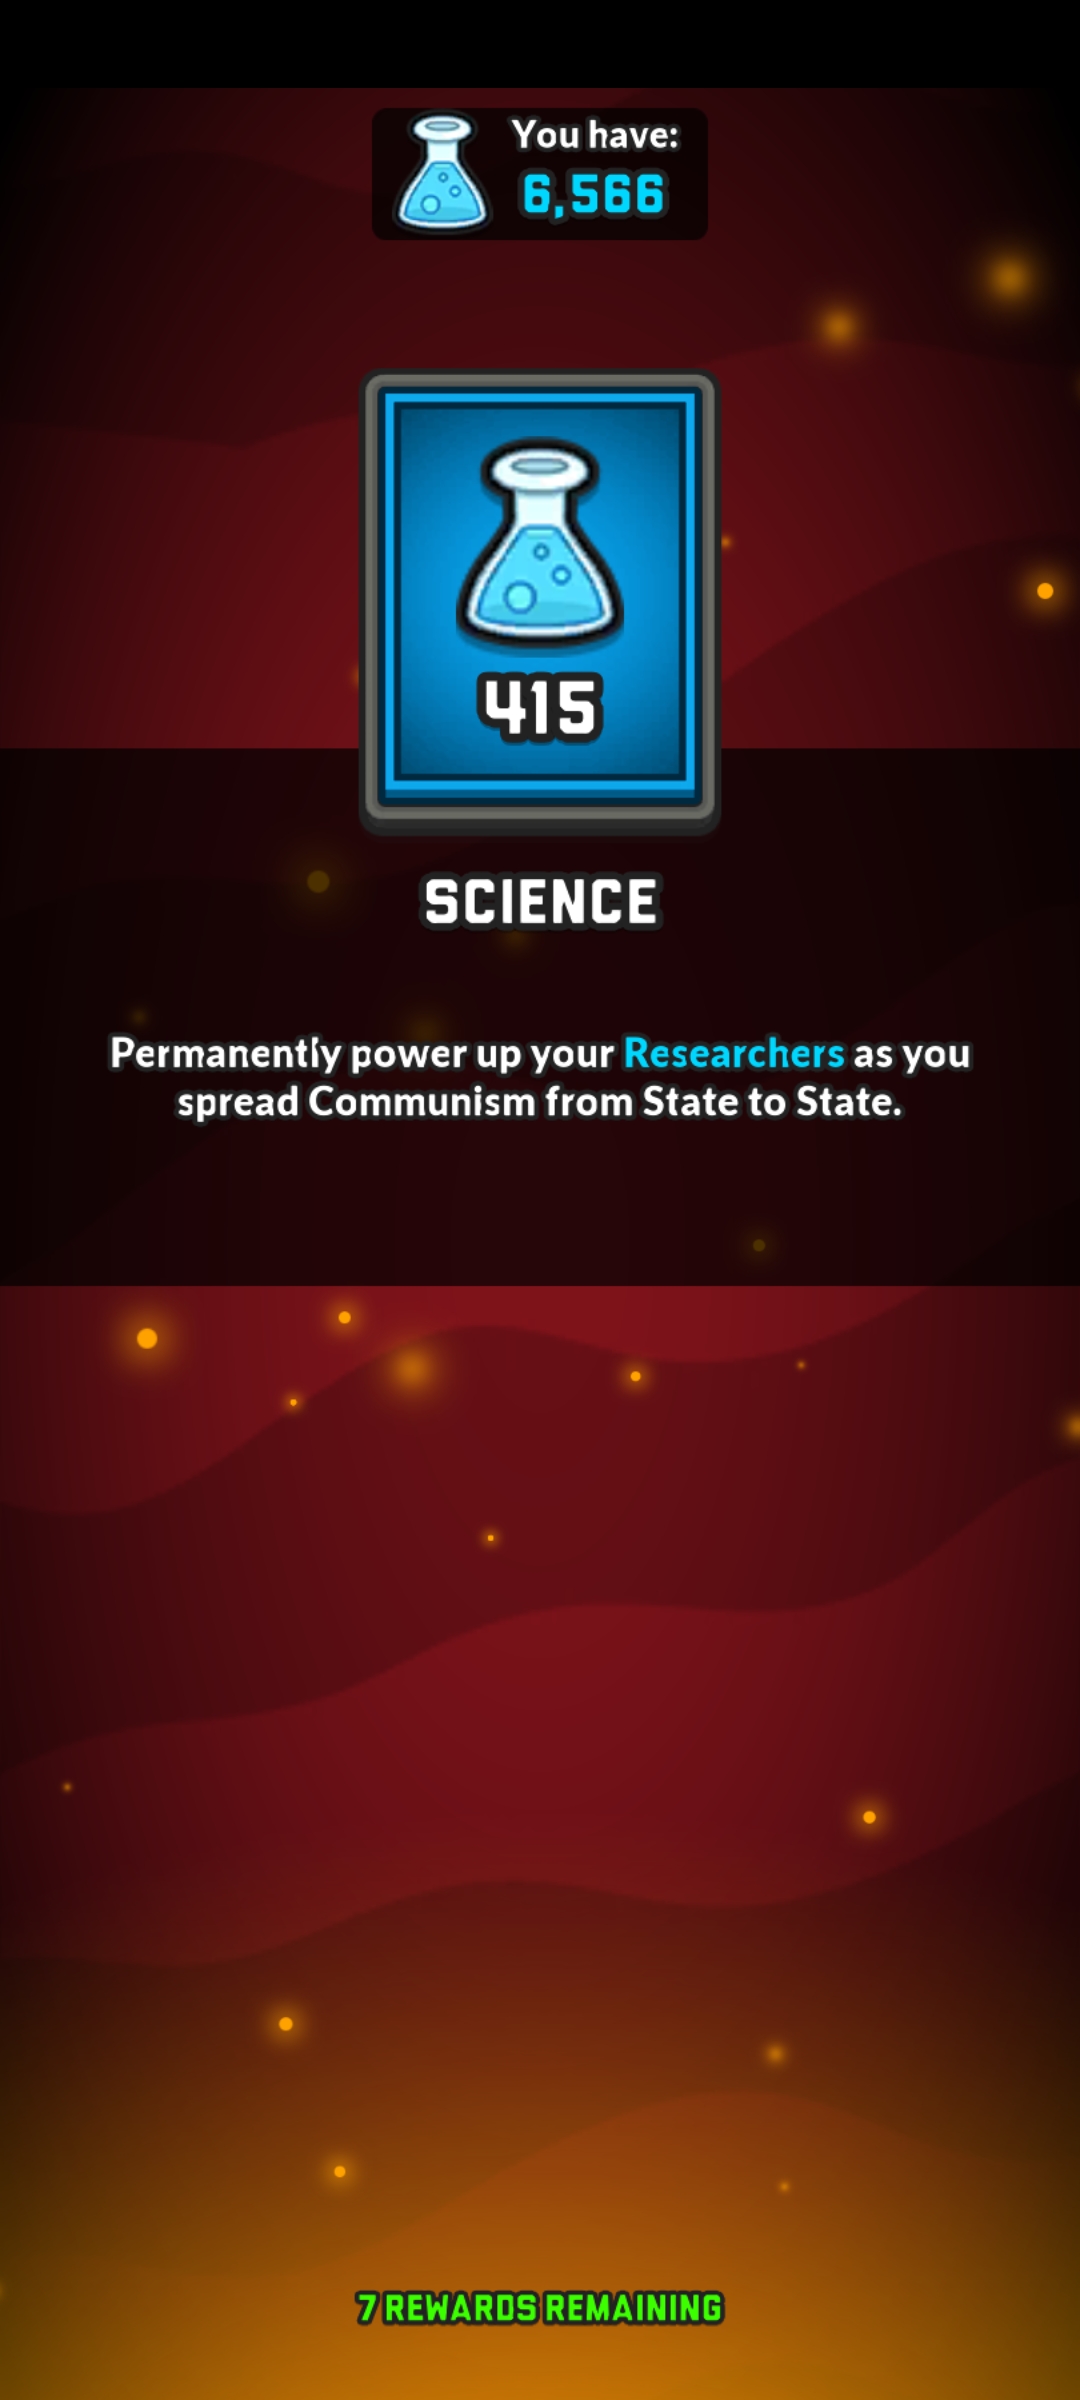 You have:
6,566
415
SCIENCE
Permanently power up your Researchers as you
spread Communism from State to State.
7 REWARDS REMAINING